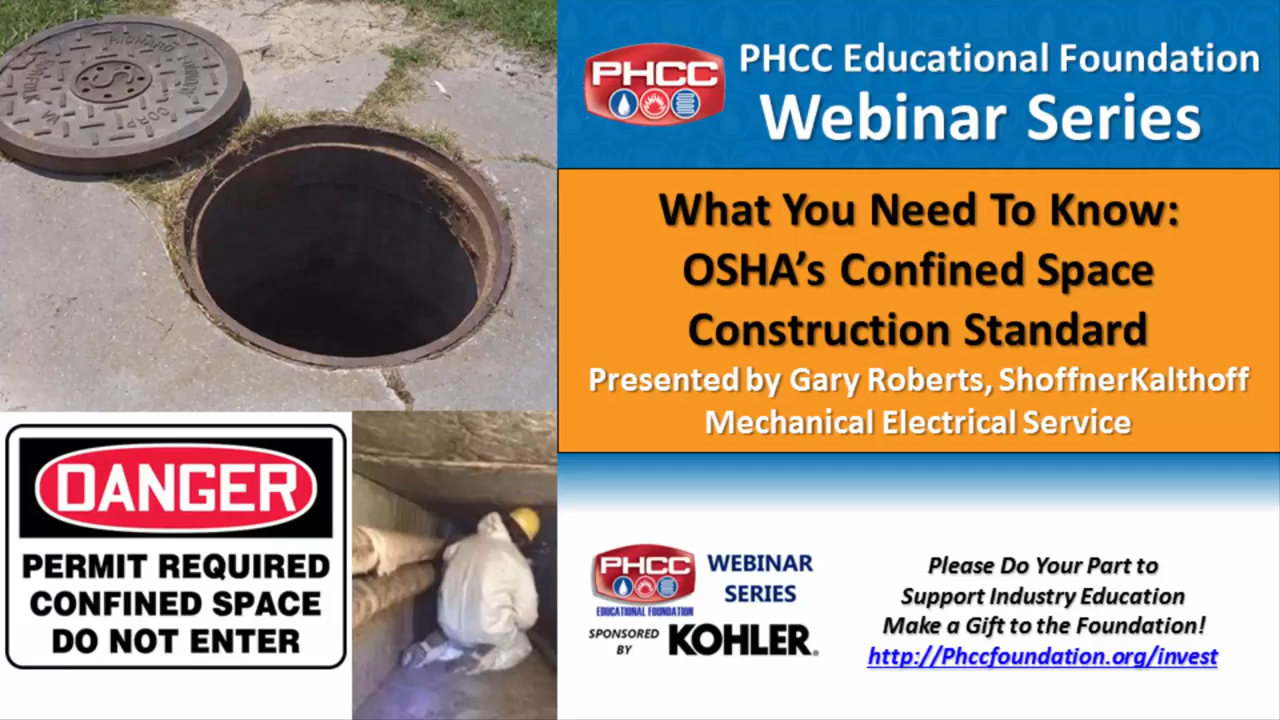 RICHARD
S
CORP
PHCC Educational Foundation
Webinar Series
PHCC
What You Need To Know:
OSHA’s Confined Space
Construction Standard
Presented by Gary Roberts, ShoffnerKalthoff
Mechanical Electrical Service
DANGER
PERMIT REQUIRED
CONFINED SPACE
DO NOT ENTER
PHCC
EDUCATIONAL FOUNDATION
WEBINAR
SERIES
SPONSORED
BY
KOHLER®
Please Do Your Part to
Support Industry Education
Make a Gift to the Foundation!
http://Phccfoundation.org/invest